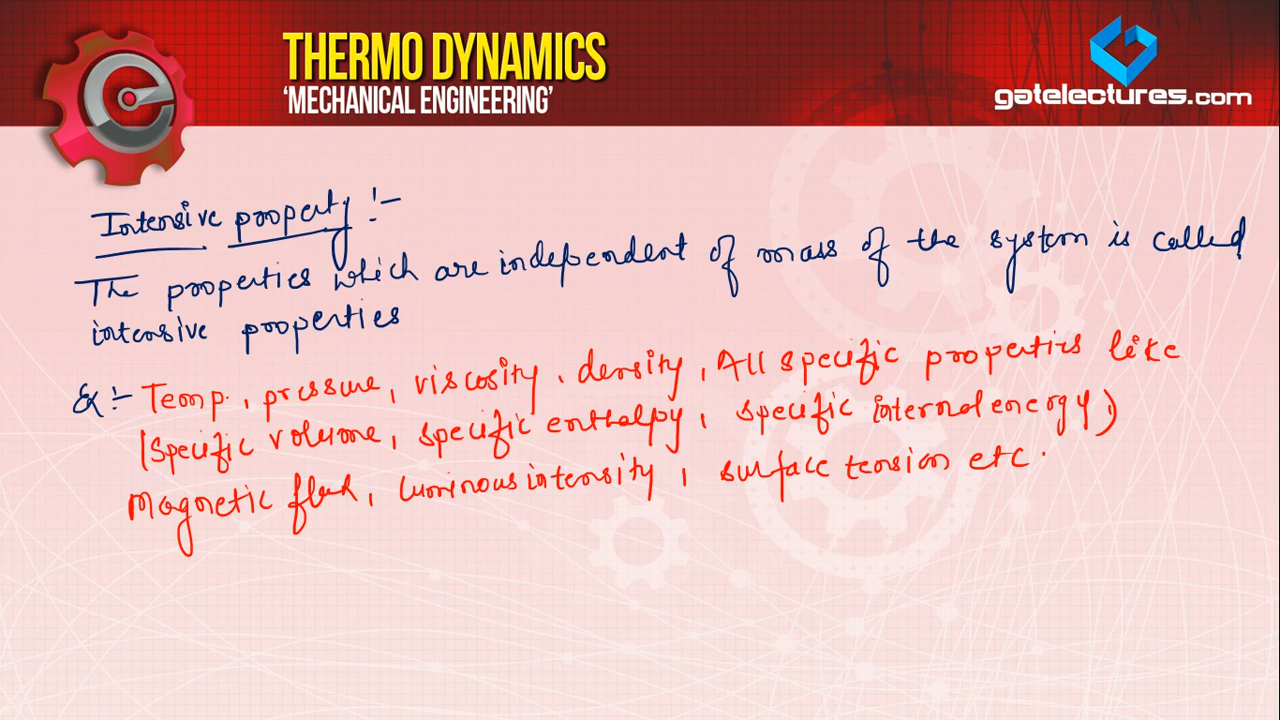 THERMO DYNAMICS
'MECHANICAL ENGINEERING'
gatelectures.com
Intensive property :-
The properties which are independent of mass of the system is called
intensive properties
Ex :- Temp., pressure, viscosity, density, All specific properties like
(specific volume, specific enthalpy, specific internal energy,)
Magnetic flux, luminous intensity, surface tension etc.